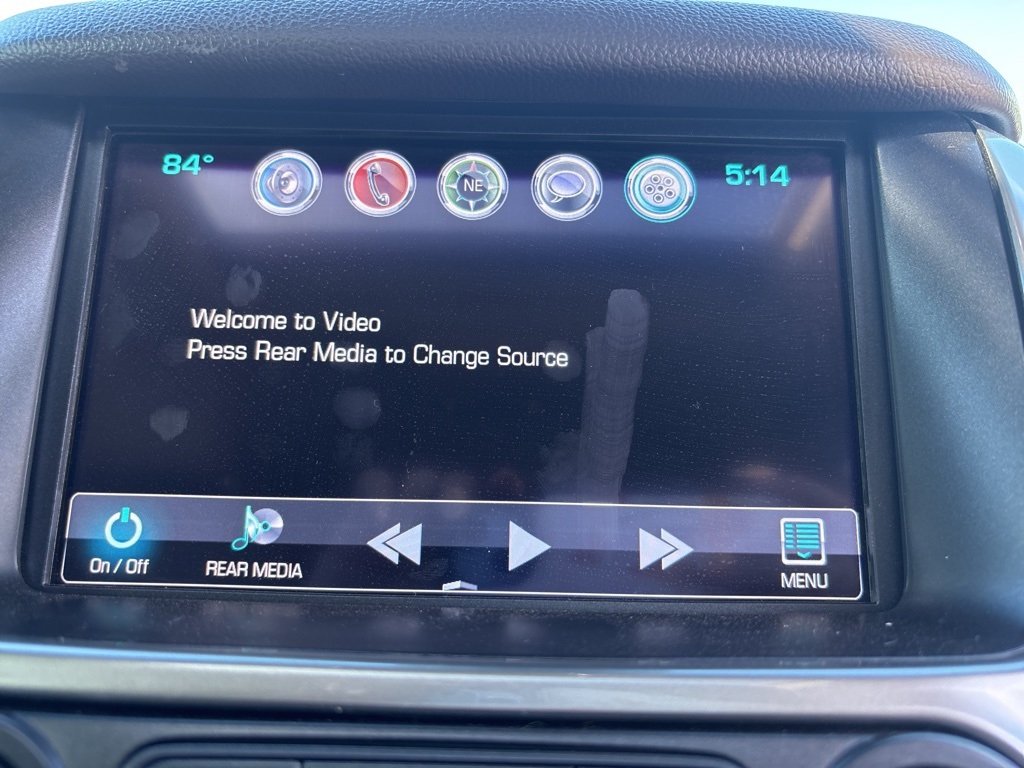 84°
NE
5:14
Welcome to Video
Press Rear Media to Change Source
On / Off
REAR MEDIA
MENU